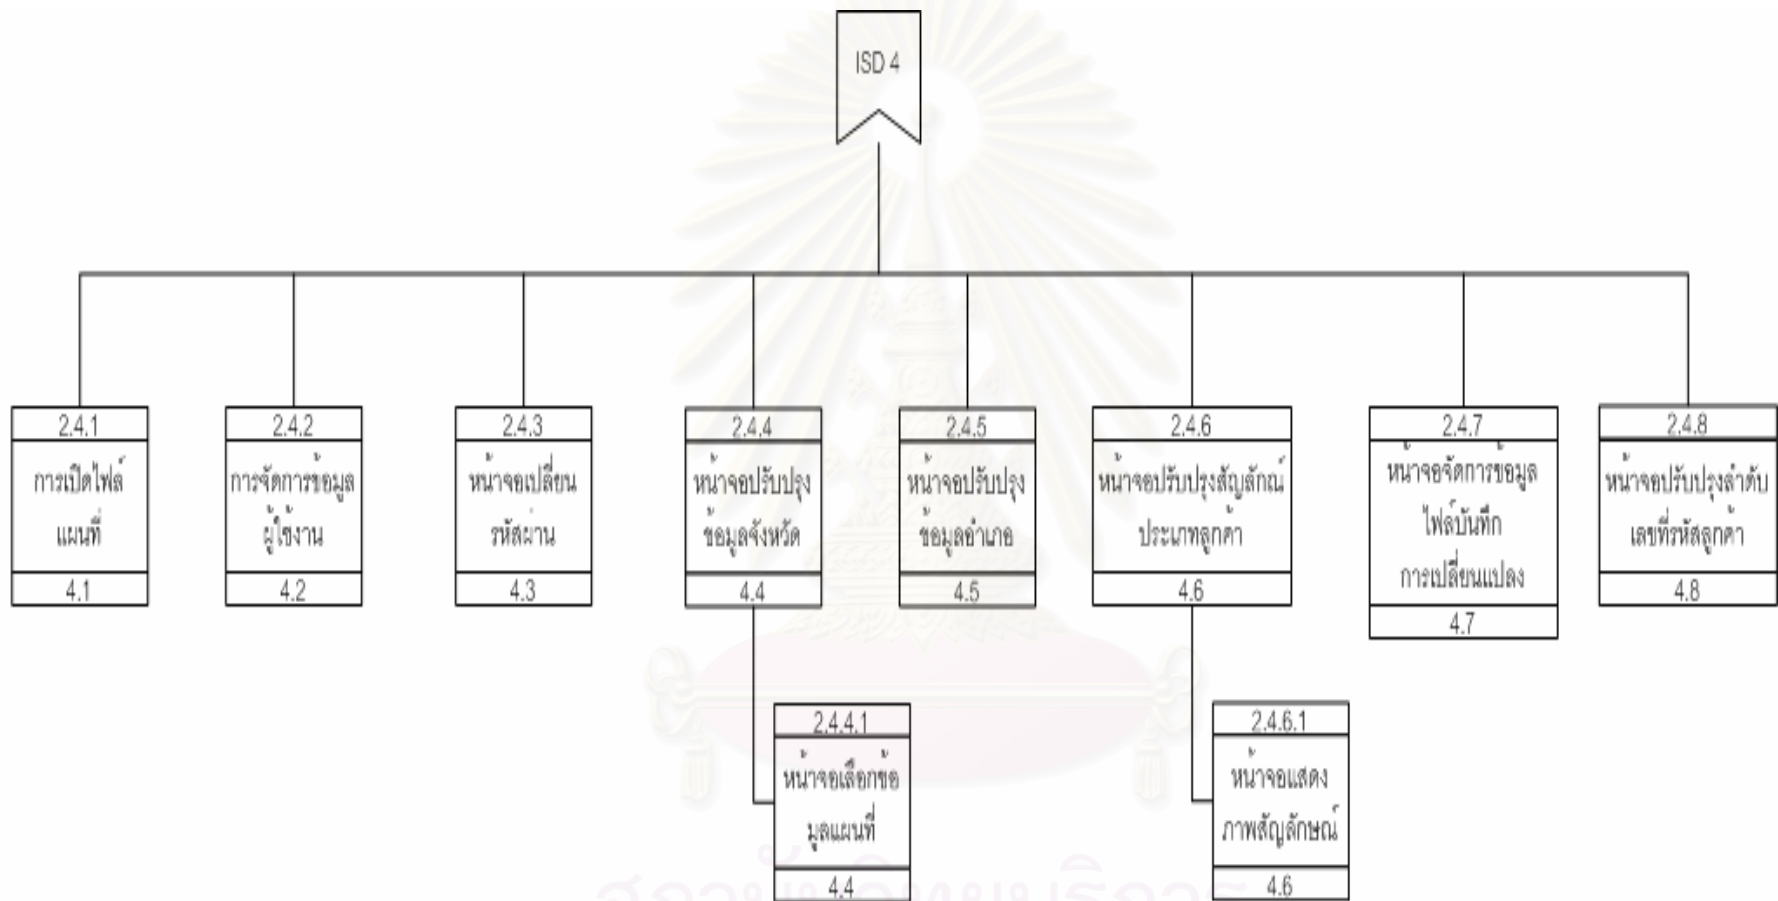 ISD 4
2.4.1
การเปิดไฟล์
แผนที่
4.1
2.4.2
การจัดการข้อมูล
ผู้ใช้งาน
4.2
2.4.3
หน้าจอเปลี่ยน
รหัสผ่าน
4.3
2.4.4
หน้าจอปรับปรุง
ข้อมูลจังหวัด
4.4
2.4.5
หน้าจอปรับปรุง
ข้อมูลอำเภอ
4.5
2.4.6
หน้าจอปรับปรุงสัญลักณ์
ประเภทลูกค้า
4.6
2.4.7
หน้าจอจัดการข้อมูล
ไฟล์บันทึก
การเปลี่ยนแปลง
4.7
2.4.8
หน้าจอปรับปรุงลำดับ
เลขที่รหัสลูกค้า
4.8
2.4.4.1
หน้าจอเลือกข้อ
มูลแผนที่
4.4
2.4.6.1
หน้าจอแสดง
ภาพสัญลักษณ์
4.6